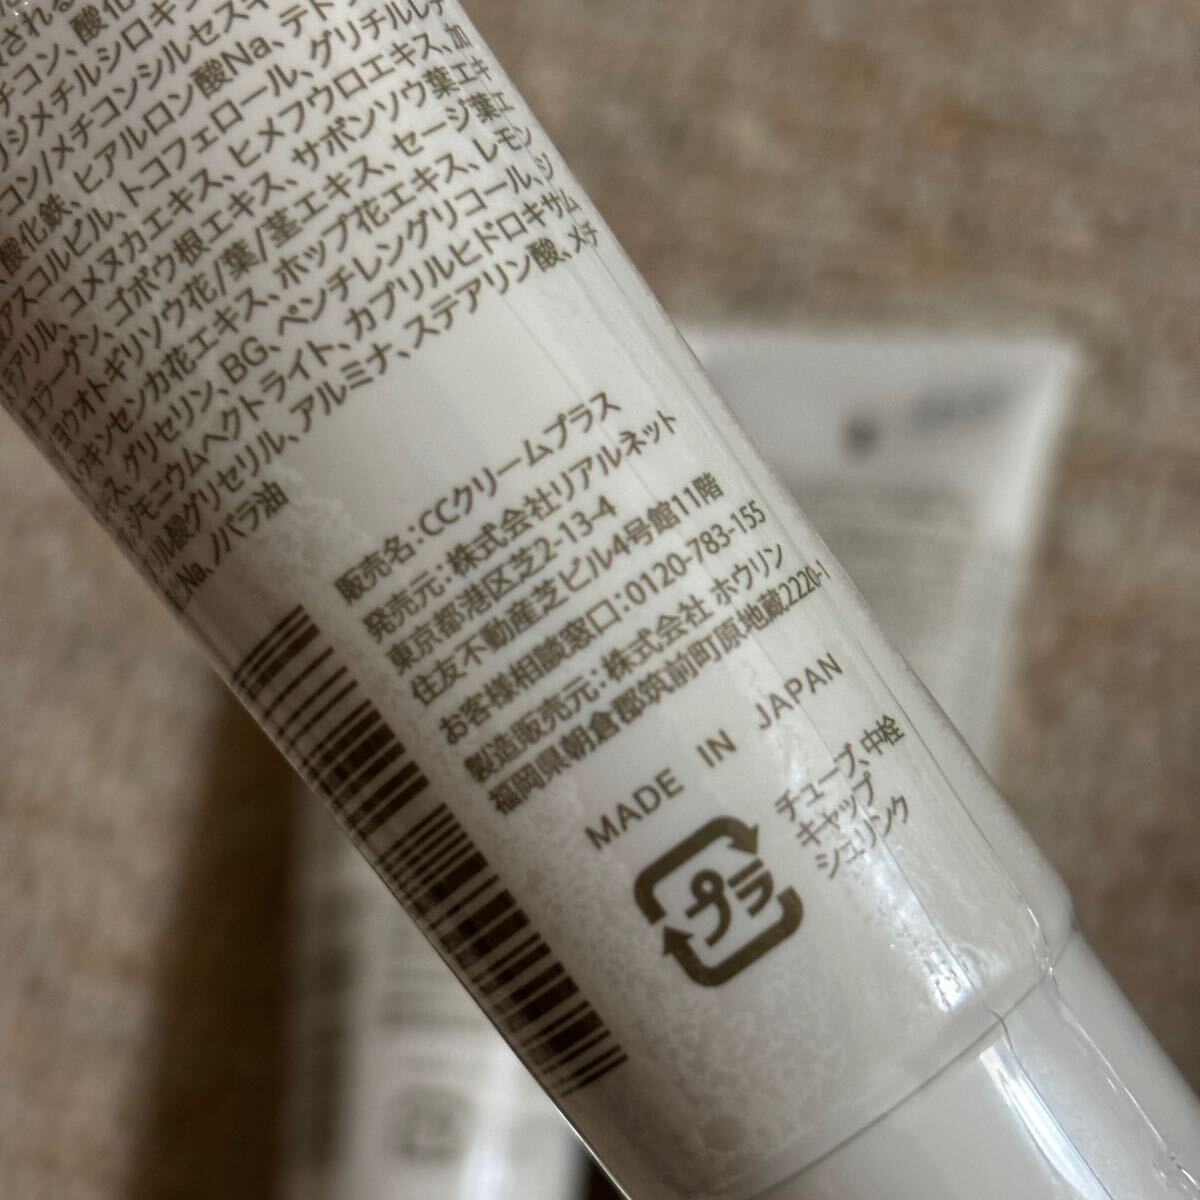 チコン、酸化
ジメチルシロキ
コン/メチコンシルセスキ
酸化鉄、ヒアルロン酸Na、テト
アスコルビル、トコフェロール、グリチルレチ
テアリル、コメヌカエキス、ヒメフウロエキス、加
コラーゲン、ゴボウ根エキス、サボンソウ葉エキ
ヨウオトギリソウ花/葉/茎エキス、セージ葉エ
ウキンセンカ花エキス、ホップ花エキス、レモン
ス、グリセリン、BG、ペンチレングリコール、ジ
ジモニウムヘクトライト、カプリルヒドロキサム
リル酸グリセリル、アルミナ、ステアリン酸、メチ
Na、ノバラ油
販売名:CCクリームプラス
発売元:株式会社リアルネット
東京都港区芝2-13-4
住友不動産芝ビル4号館11階
お客様相談窓口:0120-783-155
製造販売元:株式会社 ホウリン
福岡県朝倉郡筑前町原地蔵2220-1
MADE IN JAPAN
プラ
チューブ、中栓
キャップ
シュリンク